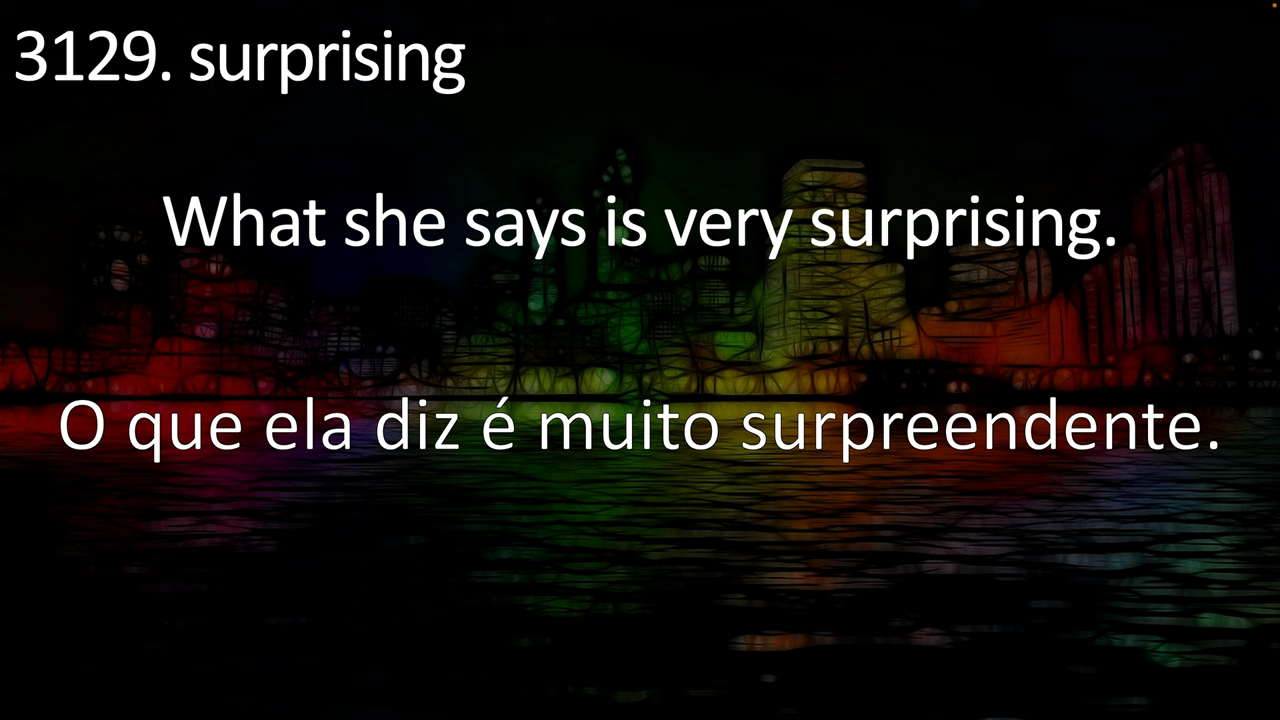 3129. surprising
What she says is very surprising.
O que ela diz é muito surpreendente.